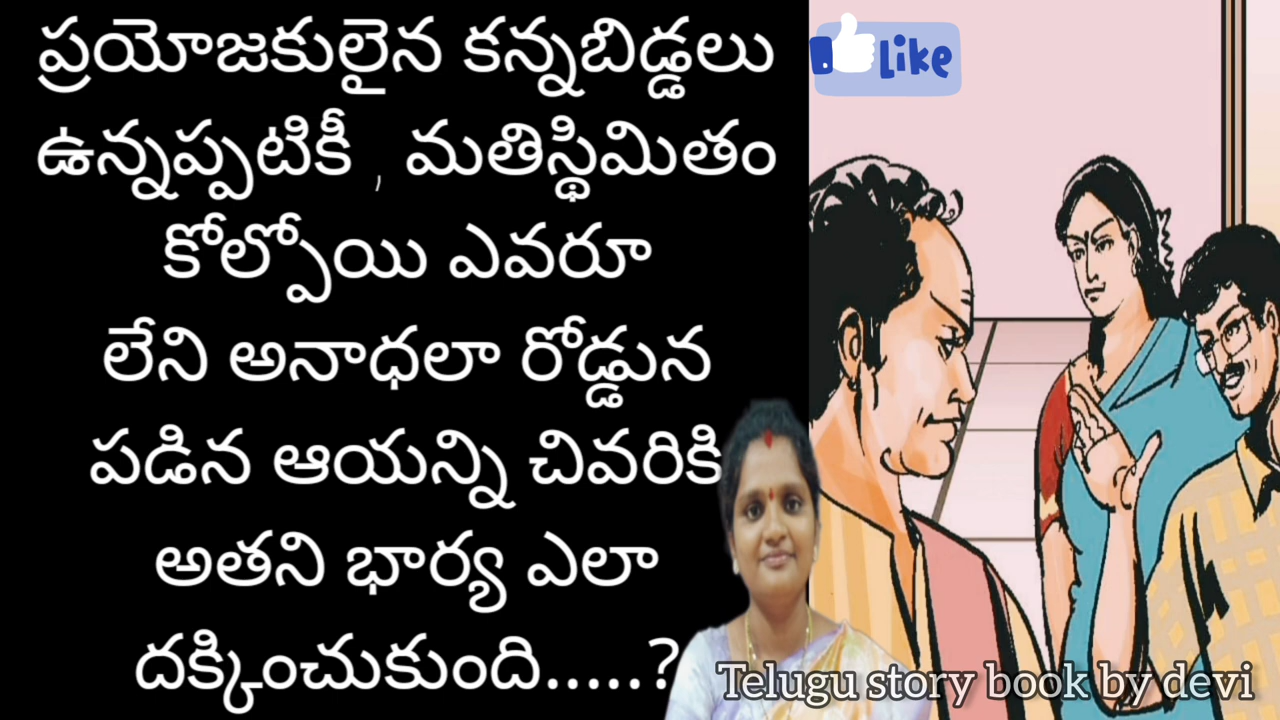 ప్రయోజకులైన కన్నబిడ్డలు
ఉన్నప్పటికీ , మతిస్థిమితం
కోల్పోయి ఎవరూ
లేని అనాధలా రోడ్డున
పడిన ఆయన్ని చివరికి
అతని భార్య ఎలా
దక్కించుకుంది.....?
Like
Telugu story book by devi